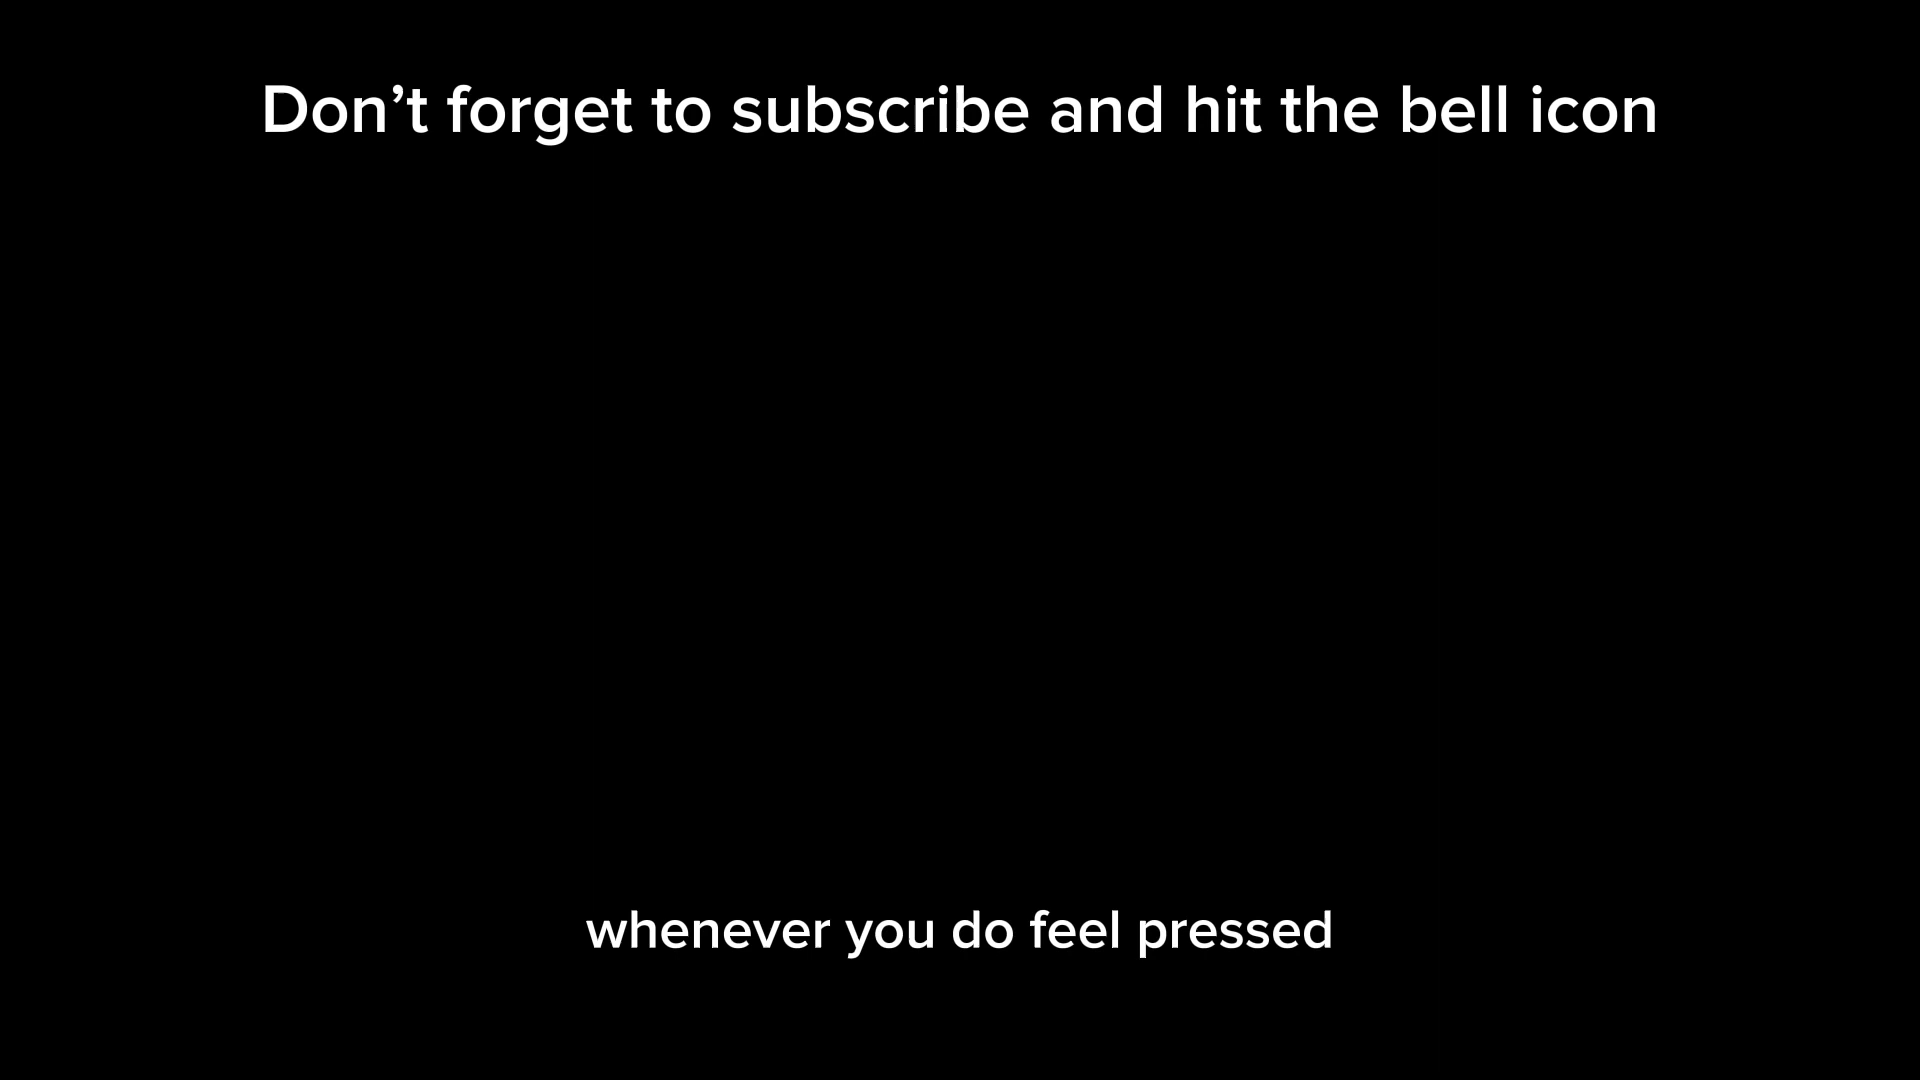 Don’t forget to subscribe and hit the bell icon
whenever you do feel pressed